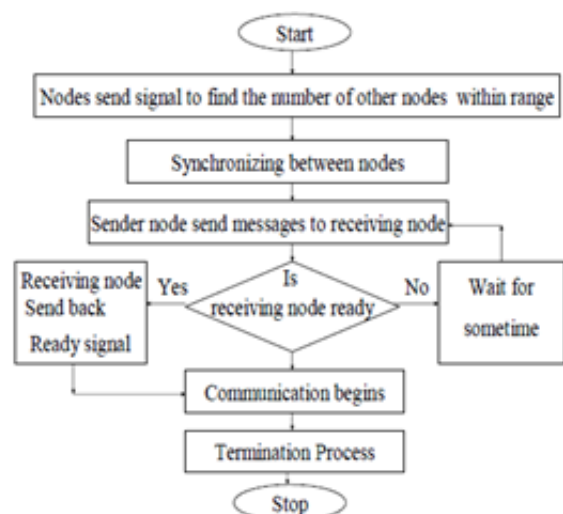 Start
Nodes send signal to find the number of other nodes within range
Synchronizing between nodes
Sender node send messages to receiving node
Is
receiving node ready
Yes
No
Receiving node
Send back
Ready signal
Wait for
sometime
Communication begins
Termination Process
Stop